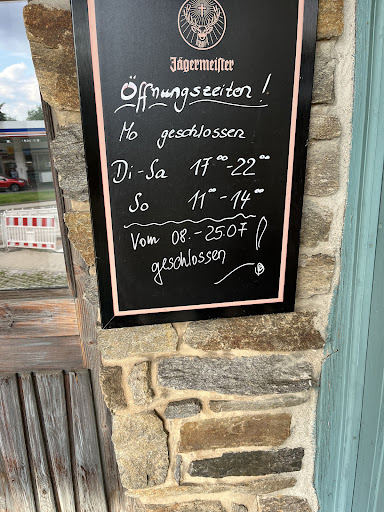 Jägermeister
Öffnungszeiten!
Mo geschlossen
Di-Sa 17⁰⁰-22⁰⁰
So 11⁰⁰-14⁰⁰
Vom 08.-25.07
geschlossen!